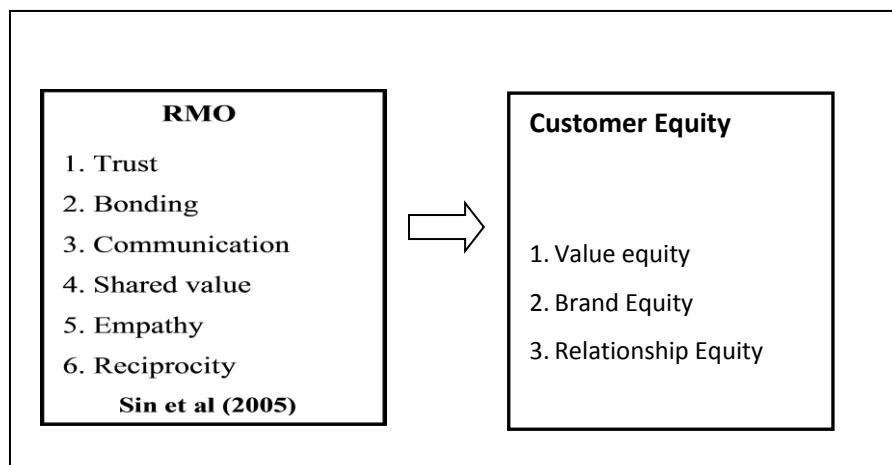 RMO
1. Trust
2. Bonding
3. Communication
4. Shared value
5. Empathy
6. Reciprocity
Sin et al (2005)
Customer Equity
1. Value equity
2. Brand Equity
3. Relationship Equity